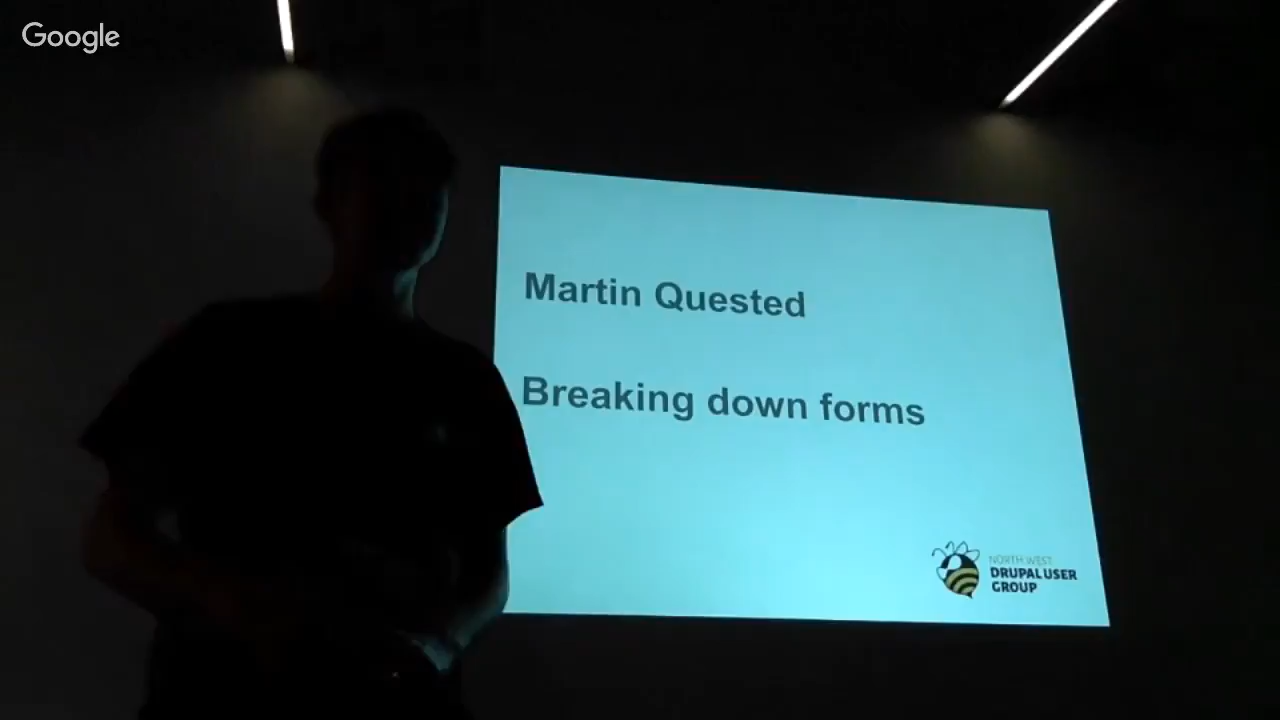 Google
Martin Quested
Breaking down forms
NORTH WEST
DRUPAL USER
GROUP